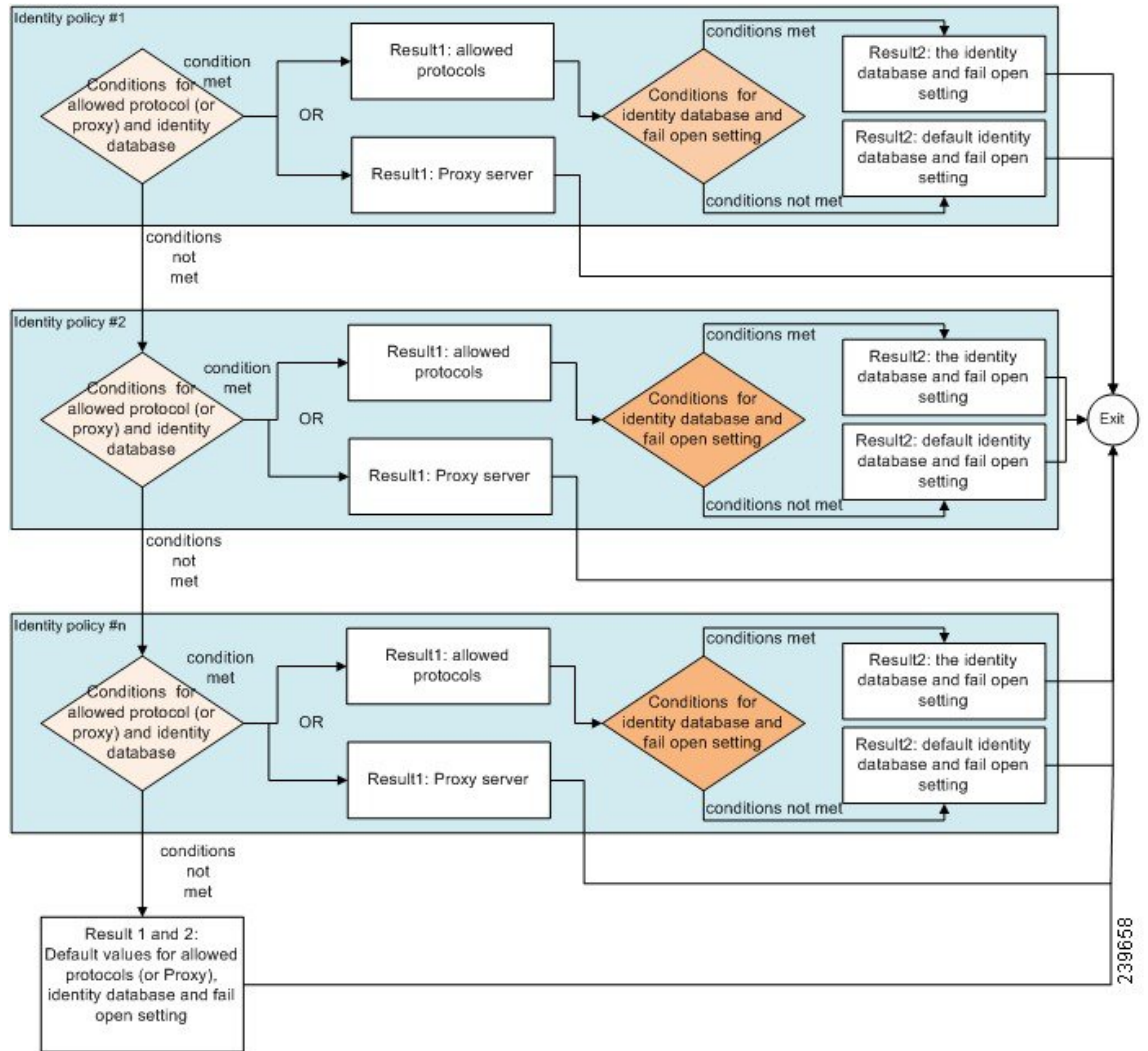 Identity policy #1
Conditions for
allowed protocol (or
proxy) and identity
database
condition
met
OR
Result1: allowed
protocols
Result1: Proxy server
Conditions for
identity database and
fail open setting
conditions met
conditions not met
Result2: the identity
database and fail open
setting
Result2: default identity
database and fail open
setting
conditions
not
met
Identity policy #2
Conditions for
allowed protocol (or
proxy) and identity
database
condition
met
OR
Result1: allowed
protocols
Result1: Proxy server
Conditions for
identity database and
fail open setting
conditions met
conditions not met
Result2: the identity
database and fail open
setting
Result2: default identity
database and fail open
setting
Exit
conditions
not
met
Identity policy #n
Conditions for
allowed protocol (or
proxy) and identity
database
condition
met
OR
Result1: allowed
protocols
Result1: Proxy server
Conditions for
identity database and
fail open setting
conditions met
conditions not met
Result2: the identity
database and fail open
setting
Result2: default identity
database and fail open
setting
conditions
not
met
Result 1 and 2:
Default values for allowed
protocols (or Proxy),
identity database and fail
open setting
239658